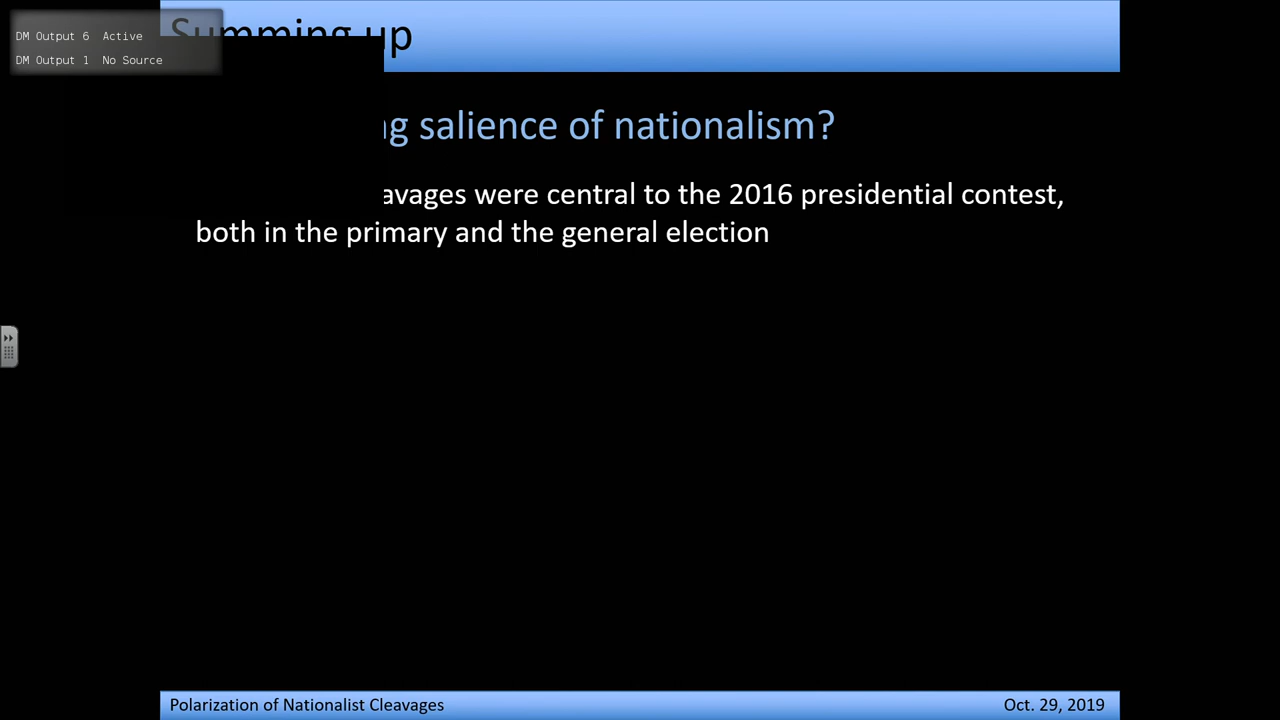 DM Output 6 Active
DM Output 1 No Source
Summing up
salience of nationalism?
were central to the 2016 presidential contest,
both in the primary and the general election
Polarization of Nationalist Cleavages
Oct. 29, 2019